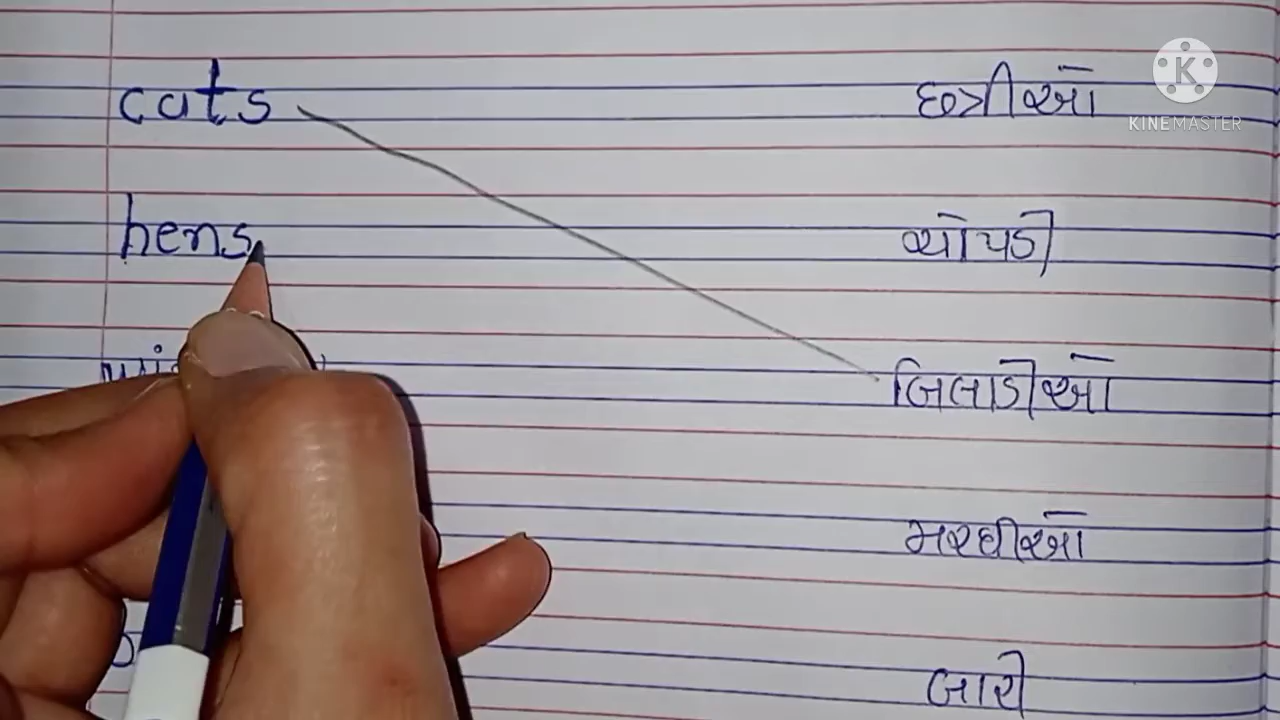 cats છત્રીઓ
hens ચોપડી
બિલાડીઓ
મરઘીઓ
બારી
KINEMASTER